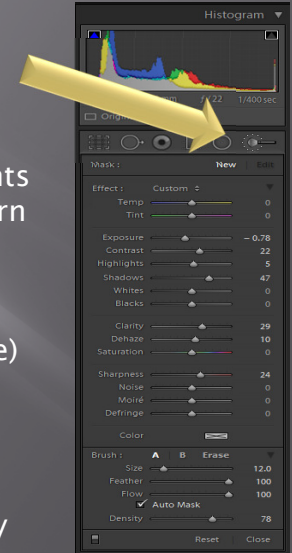 Histogram
f/22 1/400 sec
Mask : New Edit
nts
Effect : Custom
rn
Temp 0
Tint 0
Exposure – 0.78
Contrast 22
Highlights 5
Shadows 47
Whites 0
Blacks 0
Clarity 29
e)
Dehaze 10
Saturation 0
Sharpness 24
Noise 0
Moiré 0
Defringe 0
Color
Brush : A B Erase
Size 12.0
Feather 100
Flow 100
Auto Mask
y
Density 78
Reset Close